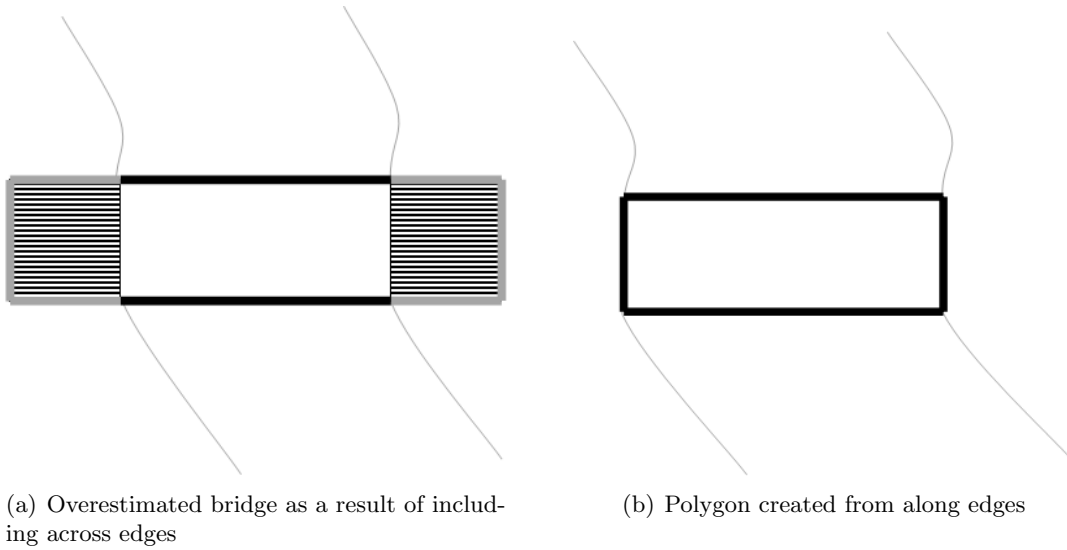 (a) Overestimated bridge as a result of includ-
ing across edges
(b) Polygon created from along edges